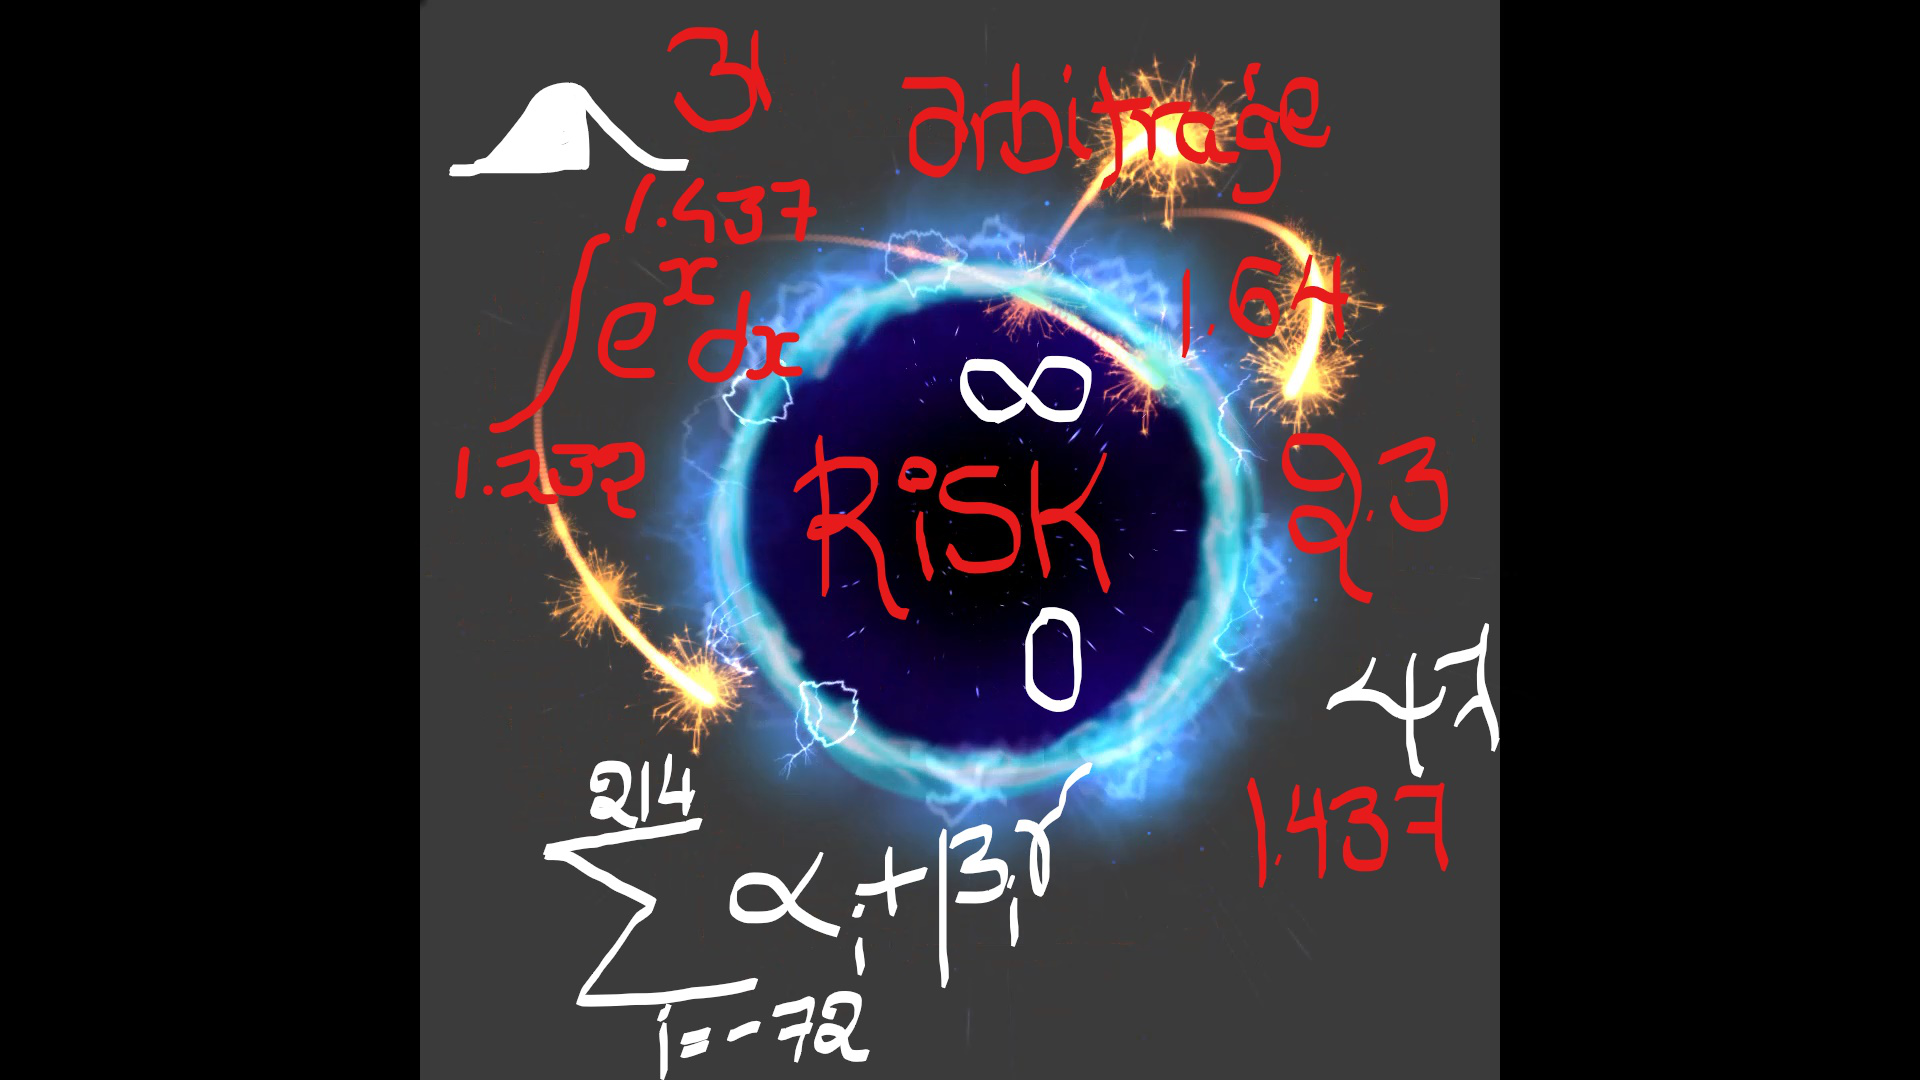 31
arbitrage
1.437
∫ e^x dx
1.232
1.64
∞
RiSK
2.3
0
47
1.437
214
∑ α_i + β_i r
i=-72